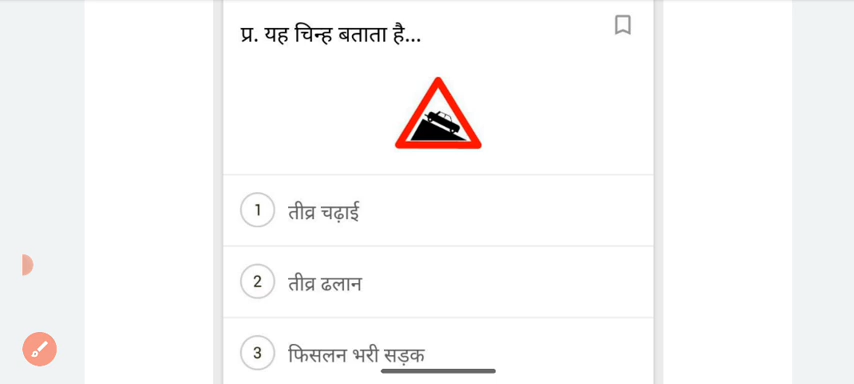 प्र. यह चिन्ह बताता है...
1 तीव्र चढ़ाई
2 तीव्र ढलान
3 फिसलन भरी सड़क